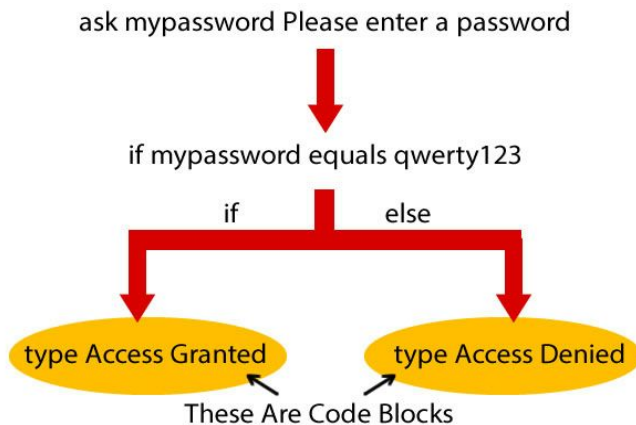 ask mypassword Please enter a password
if mypassword equals qwerty123
if else
type Access Granted type Access Denied
These Are Code Blocks